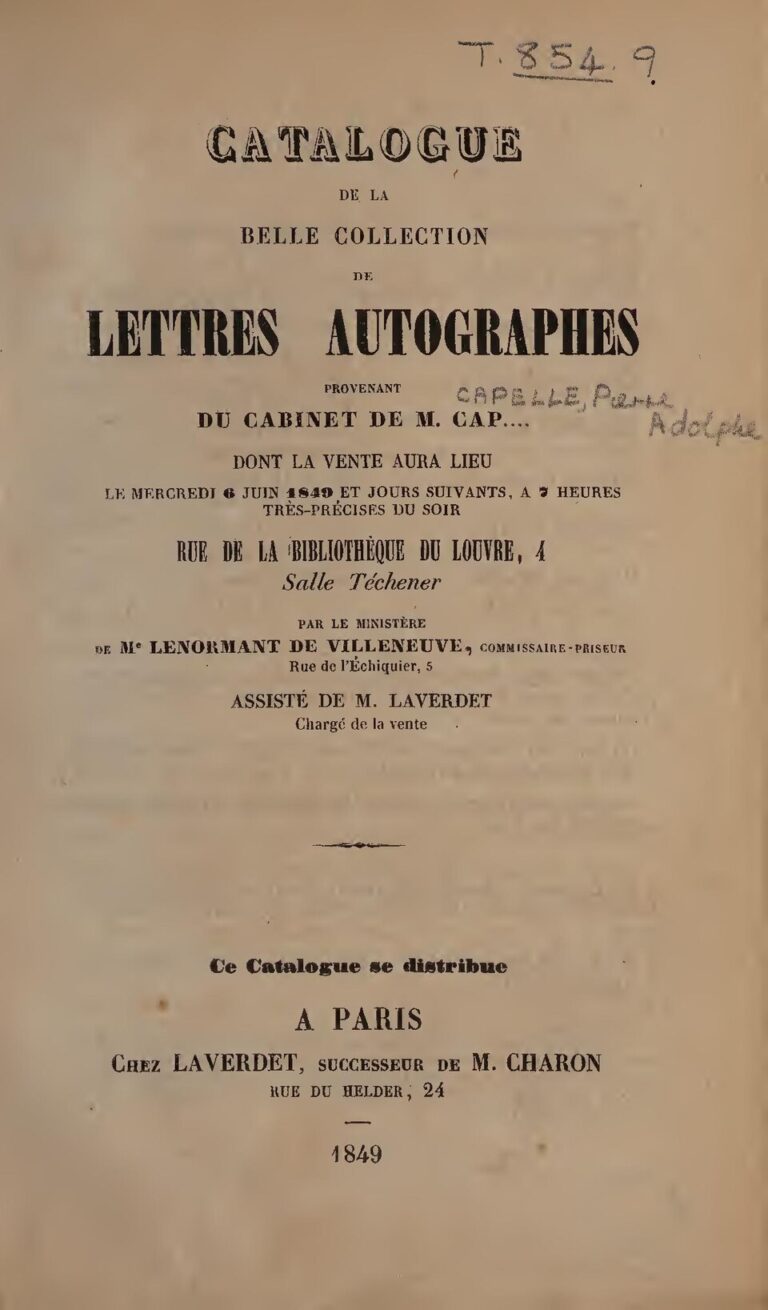 T. 854. 9
CATALOGUE
DE LA
BELLE COLLECTION
DE
LETTRES AUTOGRAPHES
PROVENANT
CAPELLE, Pierre
DU CABINET DE M. CAP....
Adolphe
DONT LA VENTE AURA LIEU
LE MERCREDI 6 JUIN 1849 ET JOURS SUIVANTS, A 7 HEURES
TRÈS-PRÉCISES DU SOIR
RUE DE LA BIBLIOTHÈQUE DU LOUVRE, 4
Salle Téchener
PAR LE MINISTÈRE
DE Me LENORMANT DE VILLENEUVE, COMMISSAIRE-PRISEUR
Rue de l'Échiquier, 5
ASSISTÉ DE M. LAVERDET
Chargé de la vente
Ce Catalogue se distribue
A PARIS
CHEZ LAVERDET, SUCCESSEUR DE M. CHARON
RUE DU HELDER, 24
1849